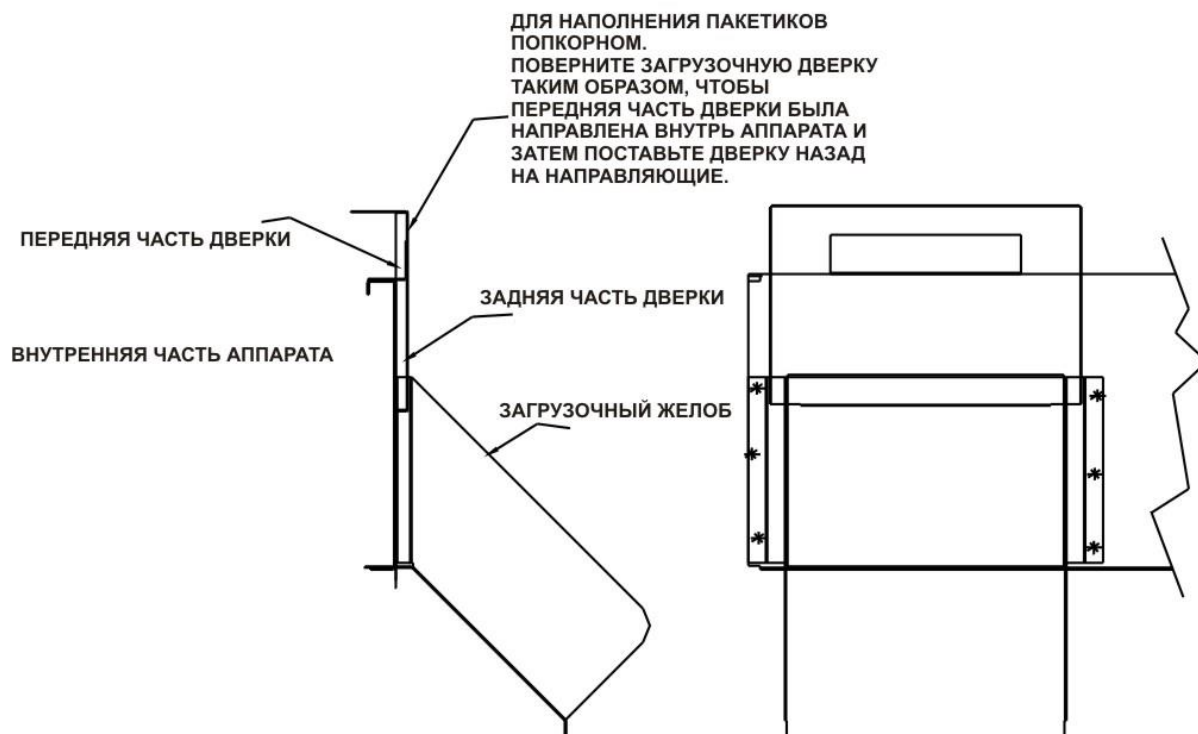 ДЛЯ НАПОЛНЕНИЯ ПАКЕТИКОВ
ПОПКОРНОМ.
ПОВЕРНИТЕ ЗАГРУЗОЧНУЮ ДВЕРКУ
ТАКИМ ОБРАЗОМ, ЧТОБЫ
ПЕРЕДНЯЯ ЧАСТЬ ДВЕРКИ БЫЛА
НАПРАВЛЕНА ВНУТРЬ АППАРАТА И
ЗАТЕМ ПОСТАВЬТЕ ДВЕРКУ НАЗАД
НА НАПРАВЛЯЮЩИЕ.
ПЕРЕДНЯЯ ЧАСТЬ ДВЕРКИ
ЗАДНЯЯ ЧАСТЬ ДВЕРКИ
ВНУТРЕННЯЯ ЧАСТЬ АППАРАТА
ЗАГРУЗОЧНЫЙ ЖЕЛОБ